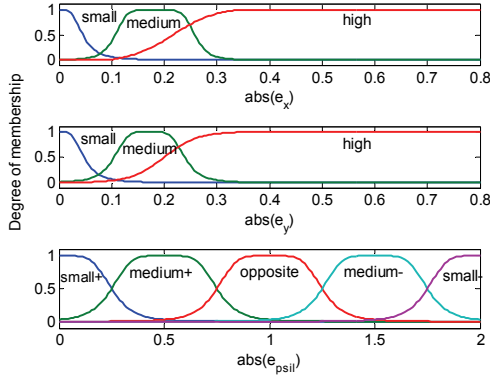 small medium high
1
0.5
0
0 0.1 0.2 0.3 0.4 0.5 0.6 0.7 0.8
abs(e_x)
Degree of membership
small medium high
1
0.5
0
0 0.1 0.2 0.3 0.4 0.5 0.6 0.7 0.8
abs(e_y)
small+ medium+ opposite medium- small-
1
0.5
0
0 0.5 1 1.5 2
abs(e_psil)